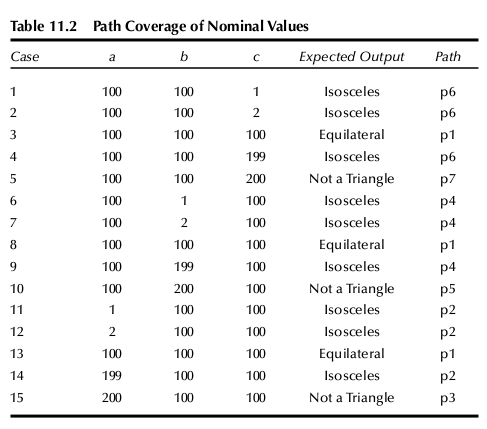 Table 11.2 Path Coverage of Nominal Values
Case a b c Expected Output Path
1 100 100 1 Isosceles p6
2 100 100 2 Isosceles p6
3 100 100 100 Equilateral p1
4 100 100 199 Isosceles p6
5 100 100 200 Not a Triangle p7
6 100 1 100 Isosceles p4
7 100 2 100 Isosceles p4
8 100 100 100 Equilateral p1
9 100 199 100 Isosceles p4
10 100 200 100 Not a Triangle p5
11 1 100 100 Isosceles p2
12 2 100 100 Isosceles p2
13 100 100 100 Equilateral p1
14 199 100 100 Isosceles p2
15 200 100 100 Not a Triangle p3